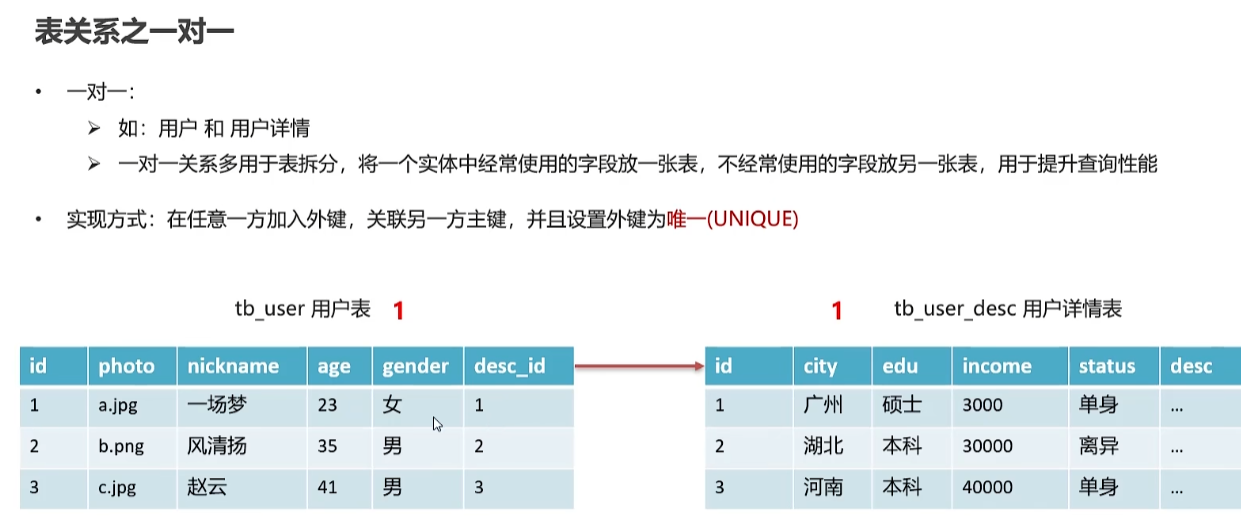 表关系之一对一
• 一对一：
➢ 如：用户 和 用户详情
➢ 一对一关系多用于表拆分，将一个实体中经常使用的字段放一张表，不经常使用的字段放另一张表，用于提升查询性能
• 实现方式：在任意一方加入外键，关联另一方主键，并且设置外键为唯一(UNIQUE)
tb_user 用户表 1 1 tb_user_desc 用户详情表
id photo nickname age gender desc_id id city edu income status desc
1 a.jpg 一场梦 23 女 1 1 广州 硕士 3000 单身 ...
2 b.png 风清扬 35 男 2 2 湖北 本科 30000 离异 ...
3 c.jpg 赵云 41 男 3 3 河南 本科 40000 单身 ...